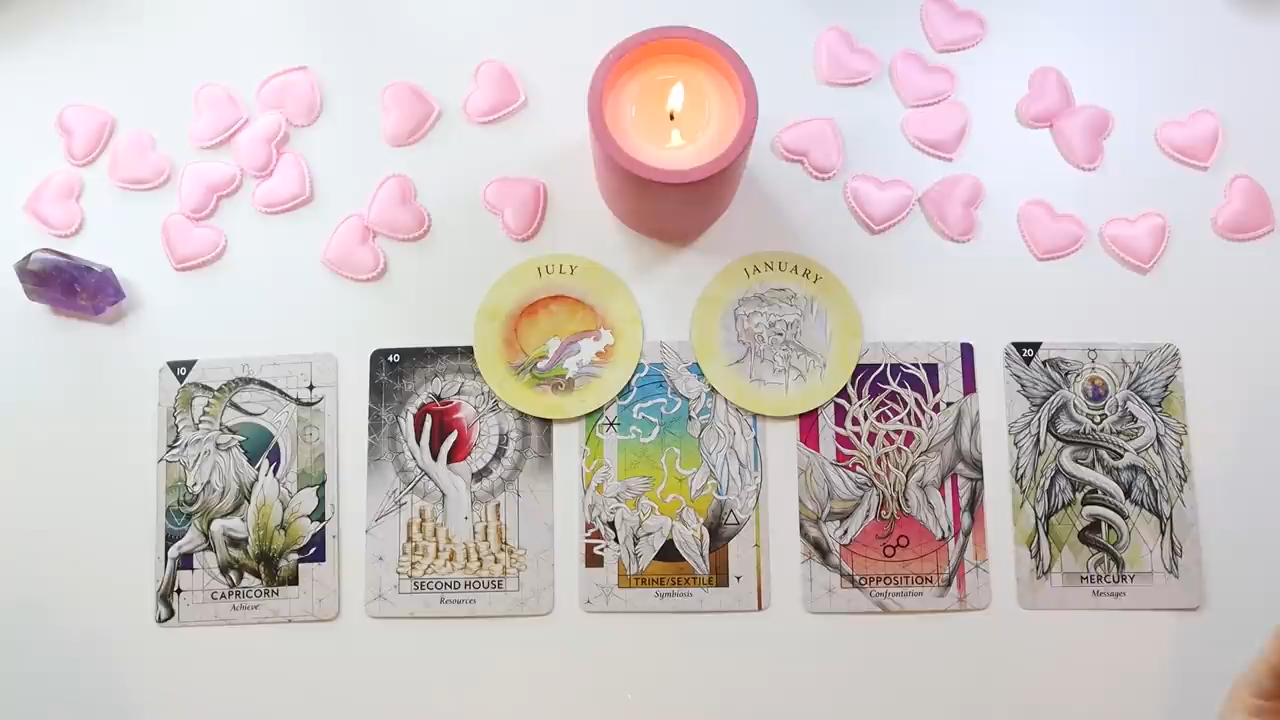 JULY
JANUARY
10
CAPRICORN
Achieve
40
SECOND HOUSE
Resources
TRINE/SEXTILE
Symbiosis
OPPOSITION
Confrontation
20
MERCURY
Messages